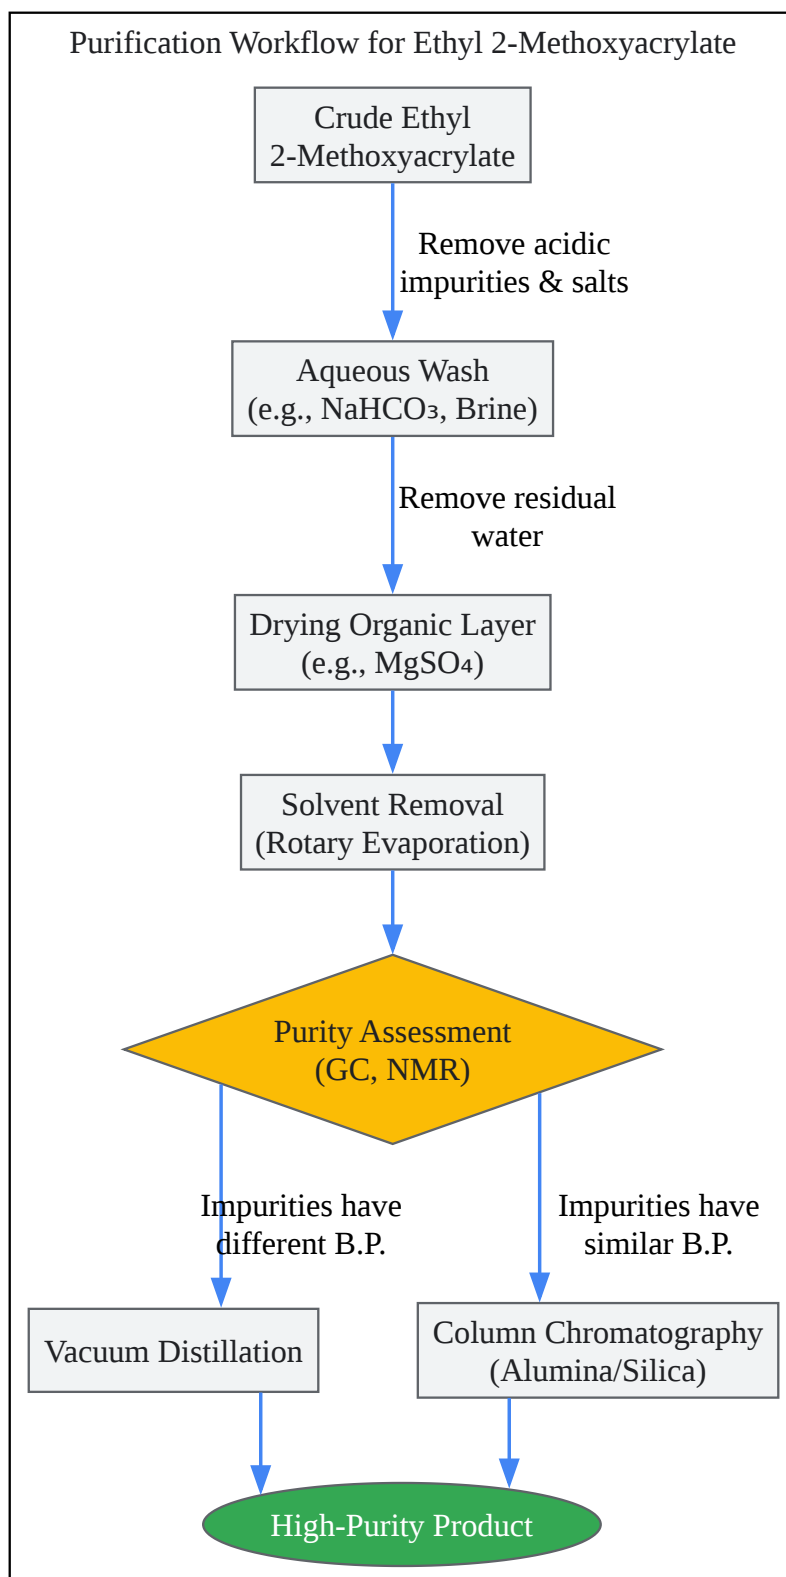 Purification Workflow for Ethyl 2-Methoxyacrylate
Crude Ethyl
2-Methoxyacrylate
Remove acidic
impurities & salts
Aqueous Wash
(e.g., NaHCO₃, Brine)
Remove residual
water
Drying Organic Layer
(e.g., MgSO₄)
Solvent Removal
(Rotary Evaporation)
Purity Assessment
(GC, NMR)
Impurities have
different B.P.
Impurities have
similar B.P.
Vacuum Distillation
Column Chromatography
(Alumina/Silica)
High-Purity Product